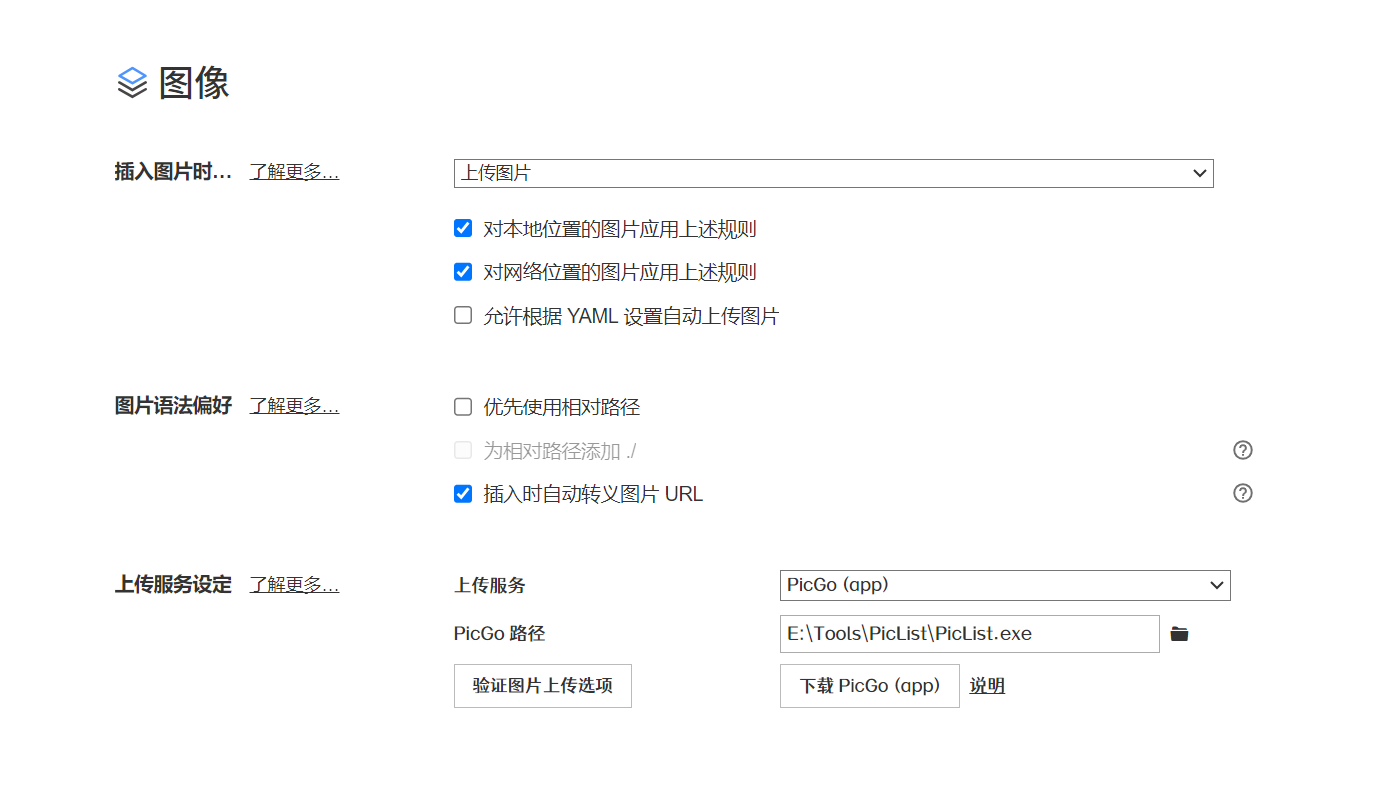 图像
插入图片时… 了解更多… 上传图片
对本地位置的图片应用上述规则
对网络位置的图片应用上述规则
允许根据 YAML 设置自动上传图片
图片语法偏好 了解更多… 优先使用相对路径
为相对路径添加 ./
插入时自动转义图片 URL
上传服务设定 了解更多… 上传服务 PicGo (app)
PicGo 路径 E:\Tools\PicList\PicList.exe
验证图片上传选项 下载 PicGo (app) 说明